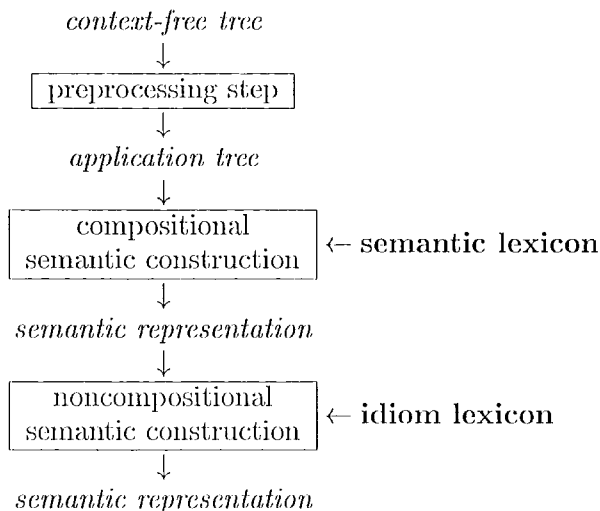 context-free tree
preprocessing step
application tree
compositional
semantic construction
← semantic lexicon
semantic representation
noncompositional
semantic construction
← idiom lexicon
semantic representation